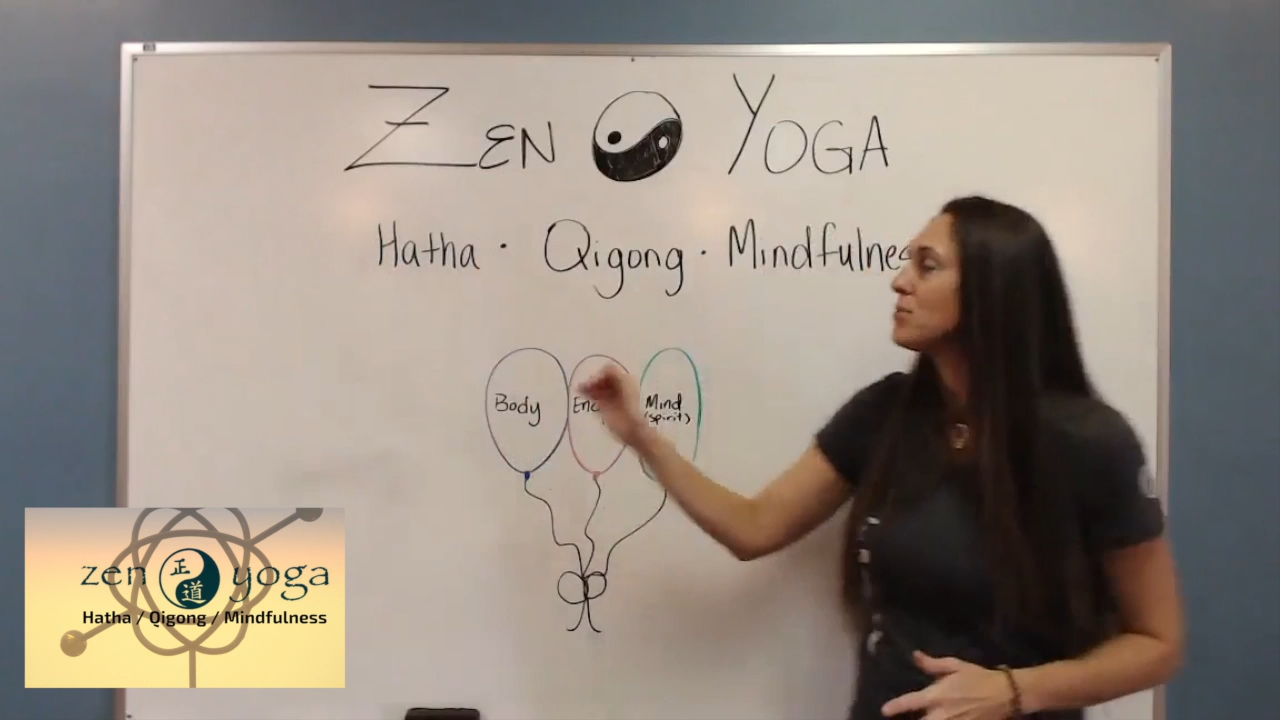 ZEN YOGA
Hatha · Qigong · Mindfulnes
Body
Mind
(spirit)
zen 正道 yoga
Hatha / Qigong / Mindfulness